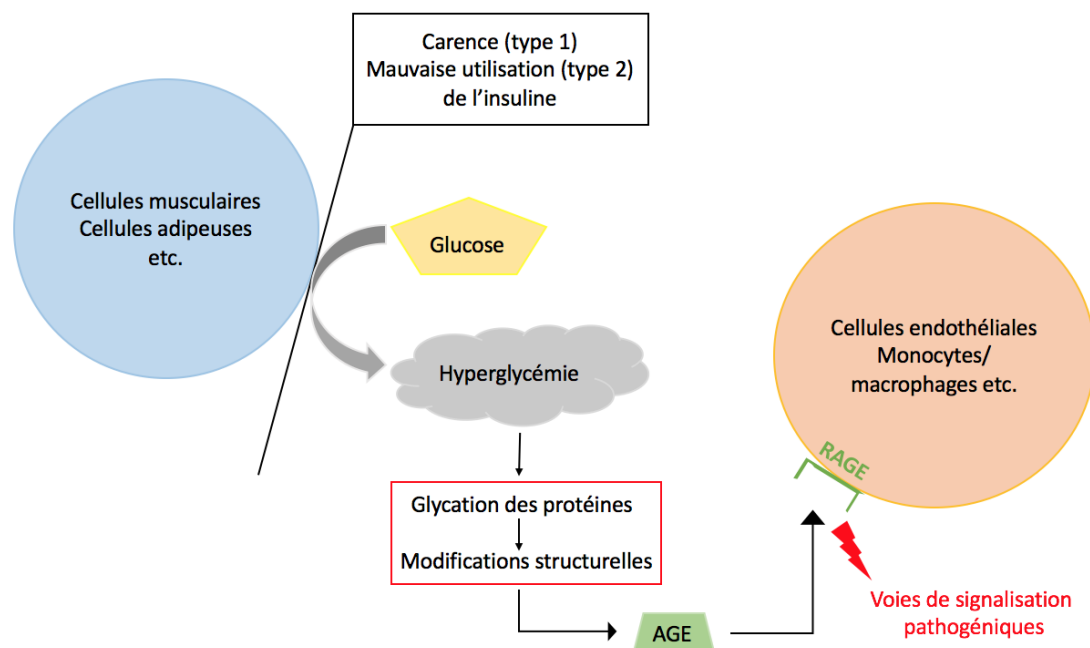 Carence (type 1)
Mauvaise utilisation (type 2)
de l’insuline
Cellules musculaires
Cellules adipeuses
etc.
Glucose
Hyperglycémie
Cellules endothéliales
Monocytes/
macrophages etc.
RAGE
Glycation des protéines
Modifications structurelles
AGE
Voies de signalisation
pathogéniques